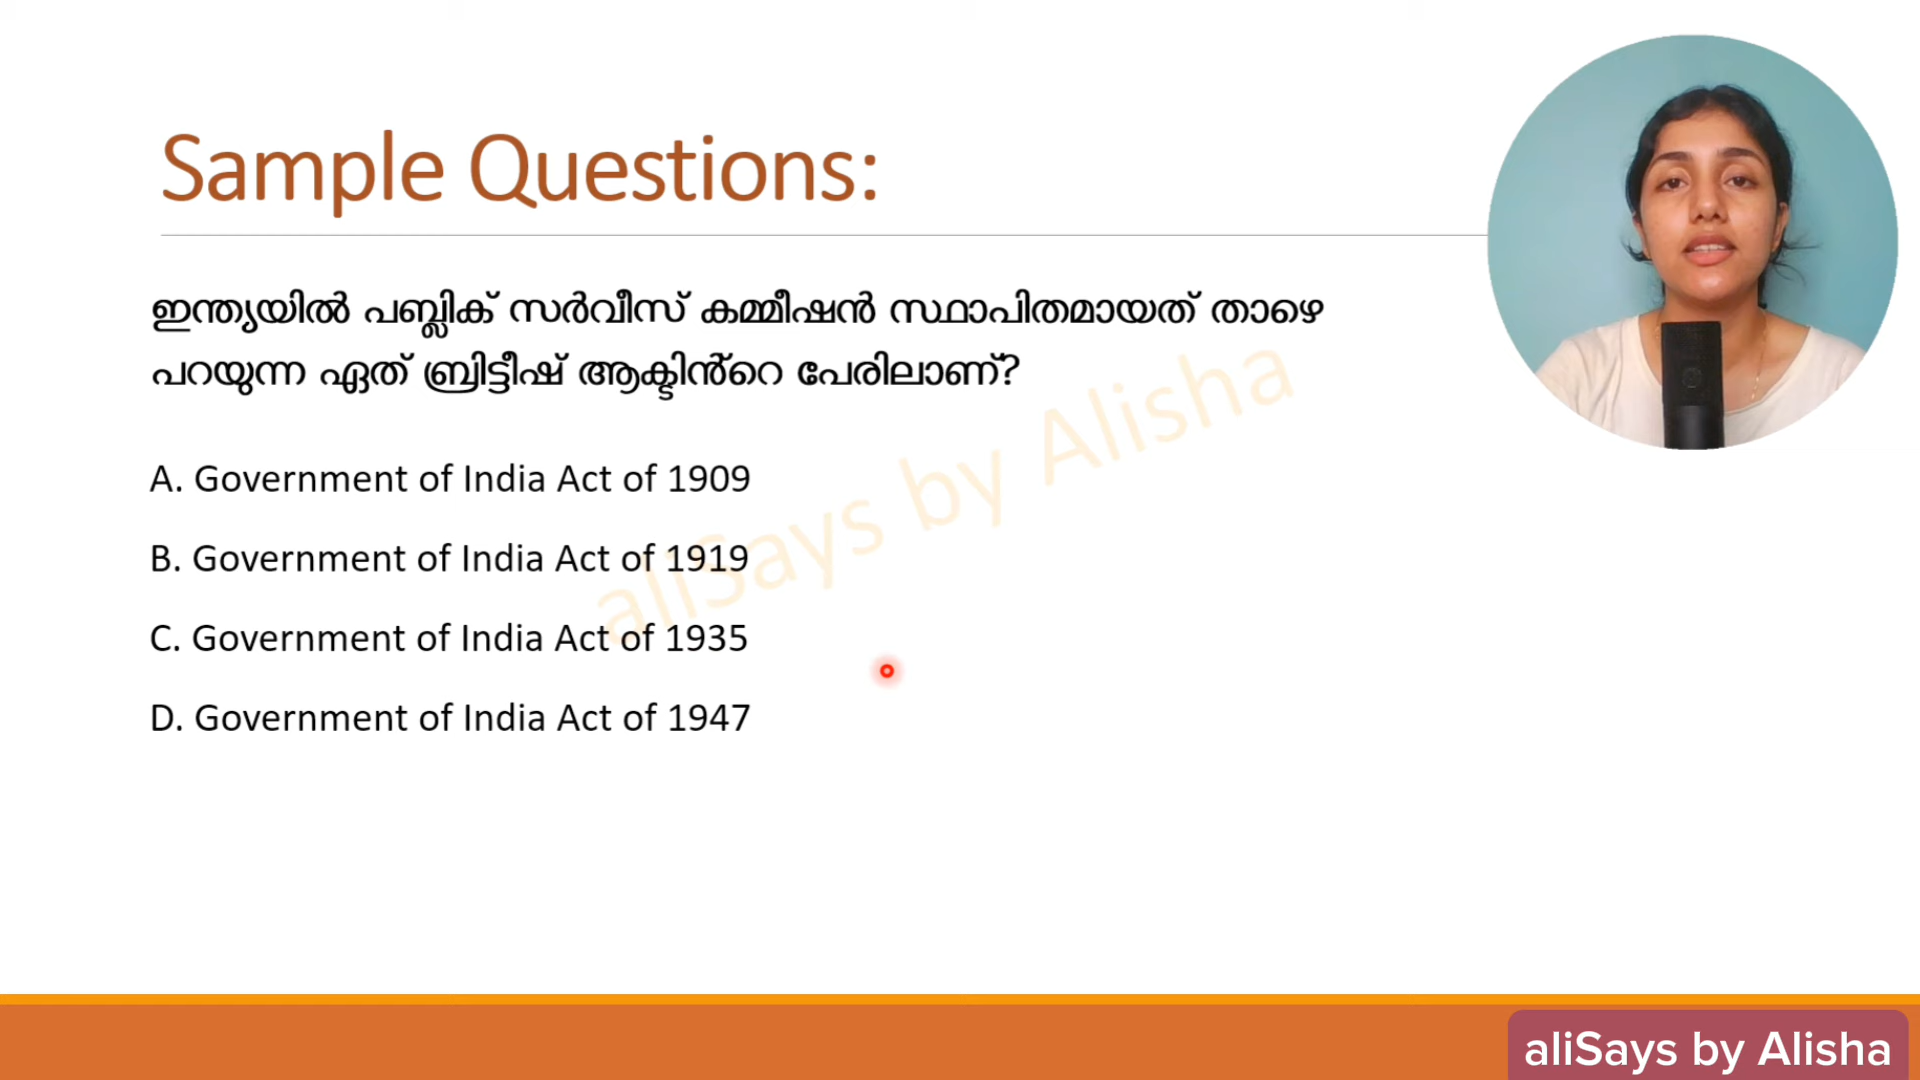 Sample Questions:
ഇന്ത്യയിൽ പബ്ലിക് സർവീസ് കമ്മീഷൻ സ്ഥാപിതമായത് താഴെ
പറയുന്ന ഏത് ബ്രിട്ടീഷ് ആക്ടിൻ്റെ പേരിലാണ്?
A. Government of India Act of 1909
B. Government of India Act of 1919
C. Government of India Act of 1935
D. Government of India Act of 1947
aliSays by Alisha
aliSays by Alisha